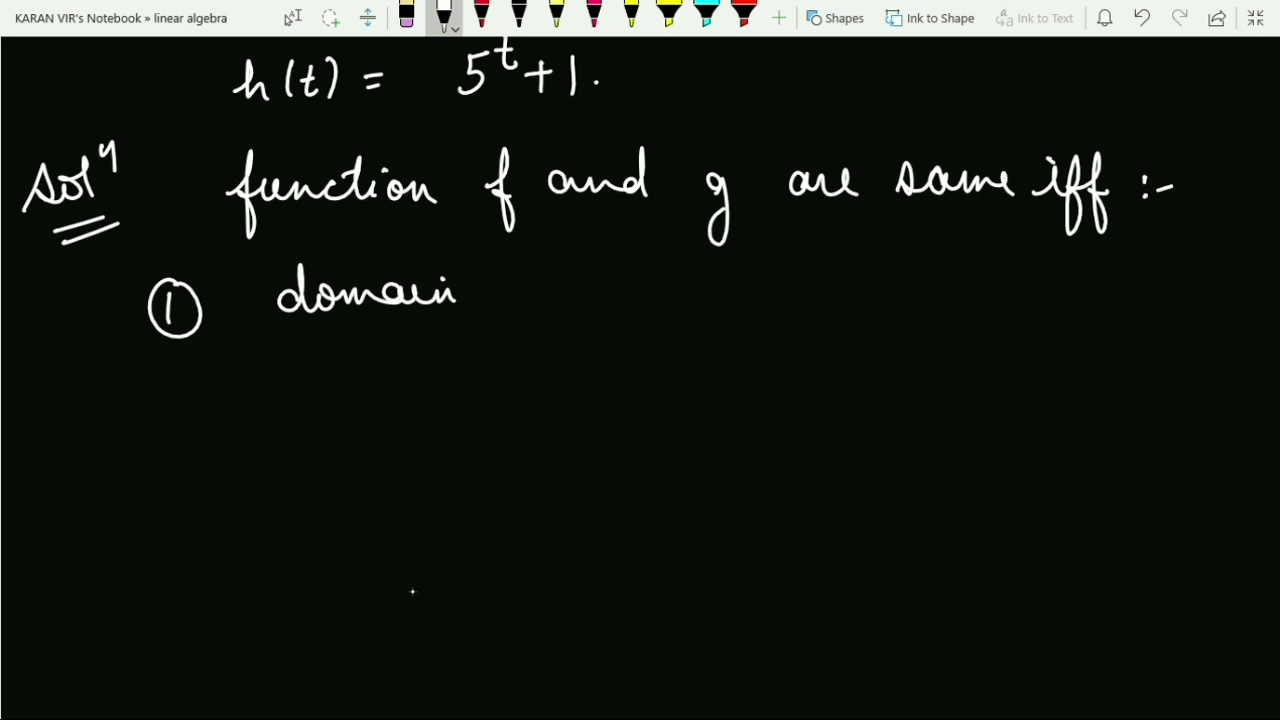 KARAN VIR's Notebook » linear algebra
Shapes
Ink to Shape
Ink to Text
h(t) = 5^t + 1.
Solⁿ function f and g are same iff :-
① domain